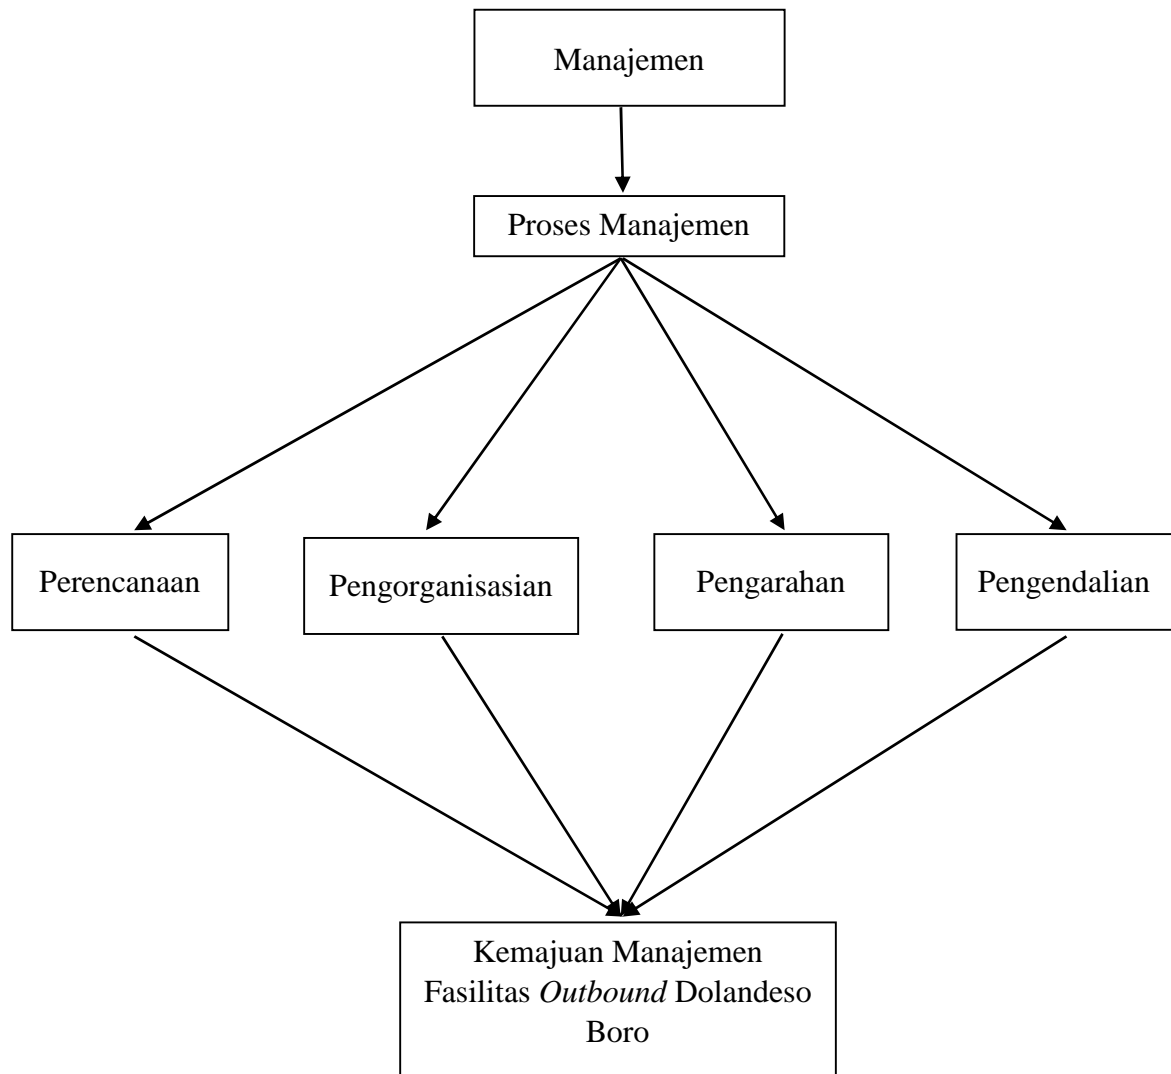 Manajemen
Proses Manajemen
Perencanaan
Pengorganisasian
Pengarahan
Pengendalian
Kemajuan Manajemen
Fasilitas Outbound Dolandeso
Boro